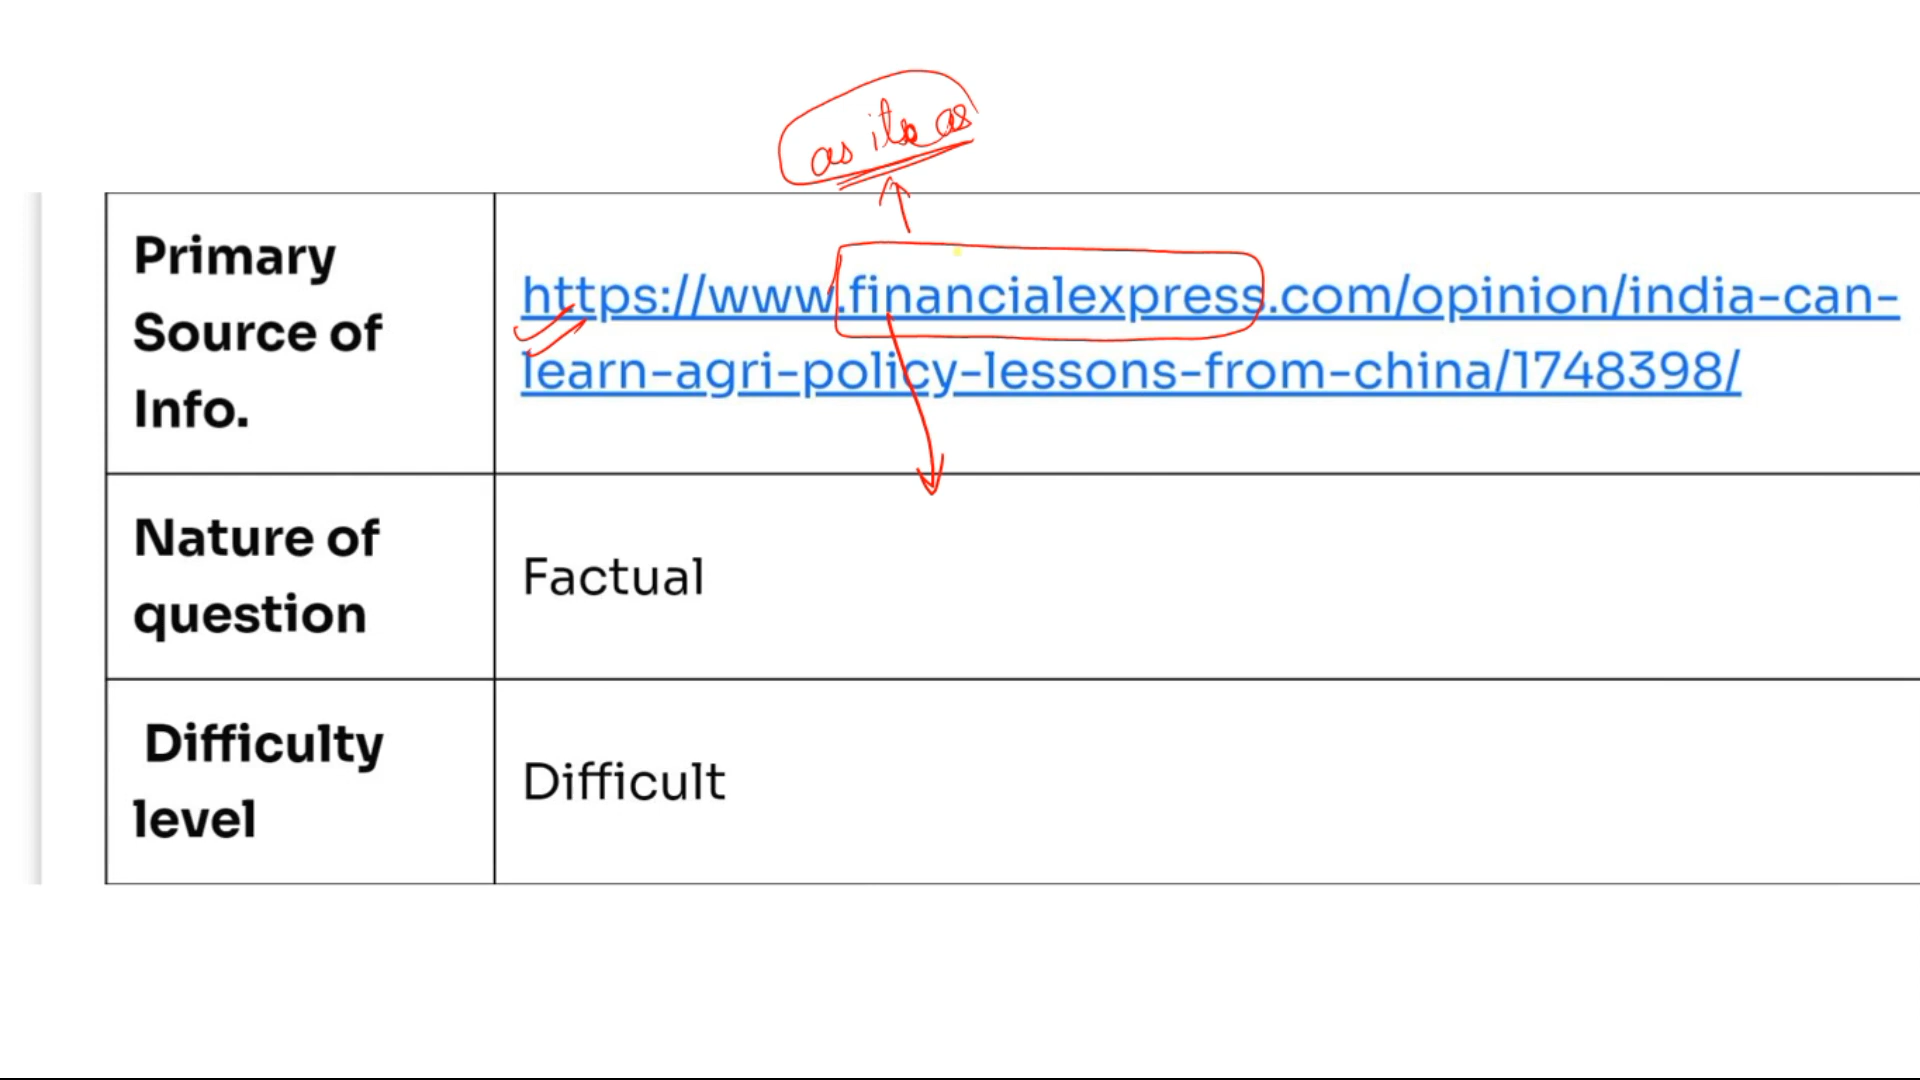 as its as
Primary
Source of
Info.
https://www.financialexpress.com/opinion/india-can-
learn-agri-policy-lessons-from-china/1748398/
Nature of
question
Factual
Difficulty
level
Difficult